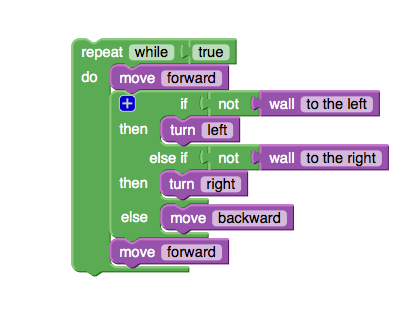 repeat while true
do move forward
+ if not wall to the left
then turn left
else if not wall to the right
then turn right
else move backward
move forward